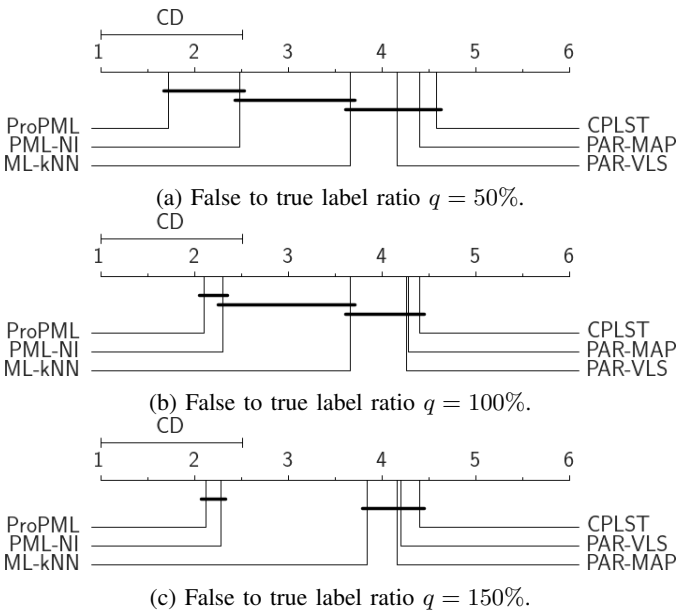 CD
1 2 3 4 5 6
ProPML CPLST
PML-NI PAR-MAP
ML-kNN PAR-VLS
(a) False to true label ratio q = 50%.
CD
1 2 3 4 5 6
ProPML CPLST
PML-NI PAR-MAP
ML-kNN PAR-VLS
(b) False to true label ratio q = 100%.
CD
1 2 3 4 5 6
ProPML CPLST
PML-NI PAR-VLS
ML-kNN PAR-MAP
(c) False to true label ratio q = 150%.